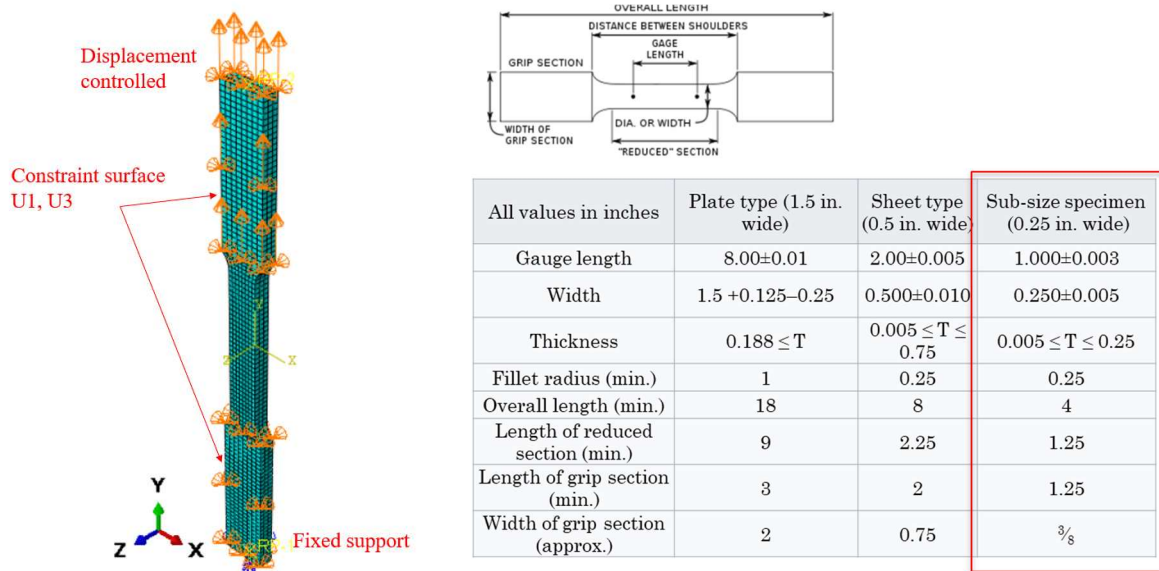 Displacement
controlled
Constraint surface
U1, U3
Fixed support
Y
Z
X
Y
Z
X
OVERALL LENGTH
DISTANCE BETWEEN SHOULDERS
GAGE
LENGTH
GRIP SECTION
WIDTH OF
GRIP SECTION
DIA. OR WIDTH
"REDUCED" SECTION
All values in inches
Plate type (1.5 in.
wide)
Sheet type
(0.5 in. wide)
Sub-size specimen
(0.25 in. wide)
Gauge length
8.00±0.01
2.00±0.005
1.000±0.003
Width
1.5 +0.125–0.25
0.500±0.010
0.250±0.005
Thickness
0.188 ≤ T
0.005 ≤ T ≤
0.75
0.005 ≤ T ≤ 0.25
Fillet radius (min.)
1
0.25
0.25
Overall length (min.)
18
8
4
Length of reduced
section (min.)
9
2.25
1.25
Length of grip section
(min.)
3
2
1.25
Width of grip section
(approx.)
2
0.75
3⁄8